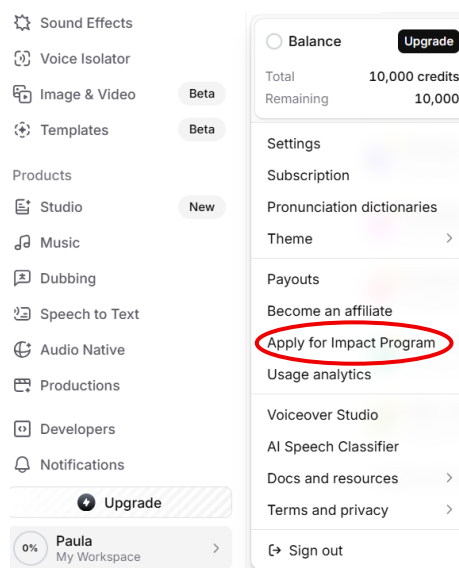 Sound Effects
Voice Isolator
Image & Video Beta
Templates Beta
Products
Studio New
Music
Dubbing
Speech to Text
Audio Native
Productions
Developers
Notifications
Upgrade
0% Paula
My Workspace
Balance Upgrade
Total 10,000 credits
Remaining 10,000
Settings
Subscription
Pronunciation dictionaries
Theme
Payouts
Become an affiliate
Apply for Impact Program
Usage analytics
Voiceover Studio
AI Speech Classifier
Docs and resources
Terms and privacy
Sign out